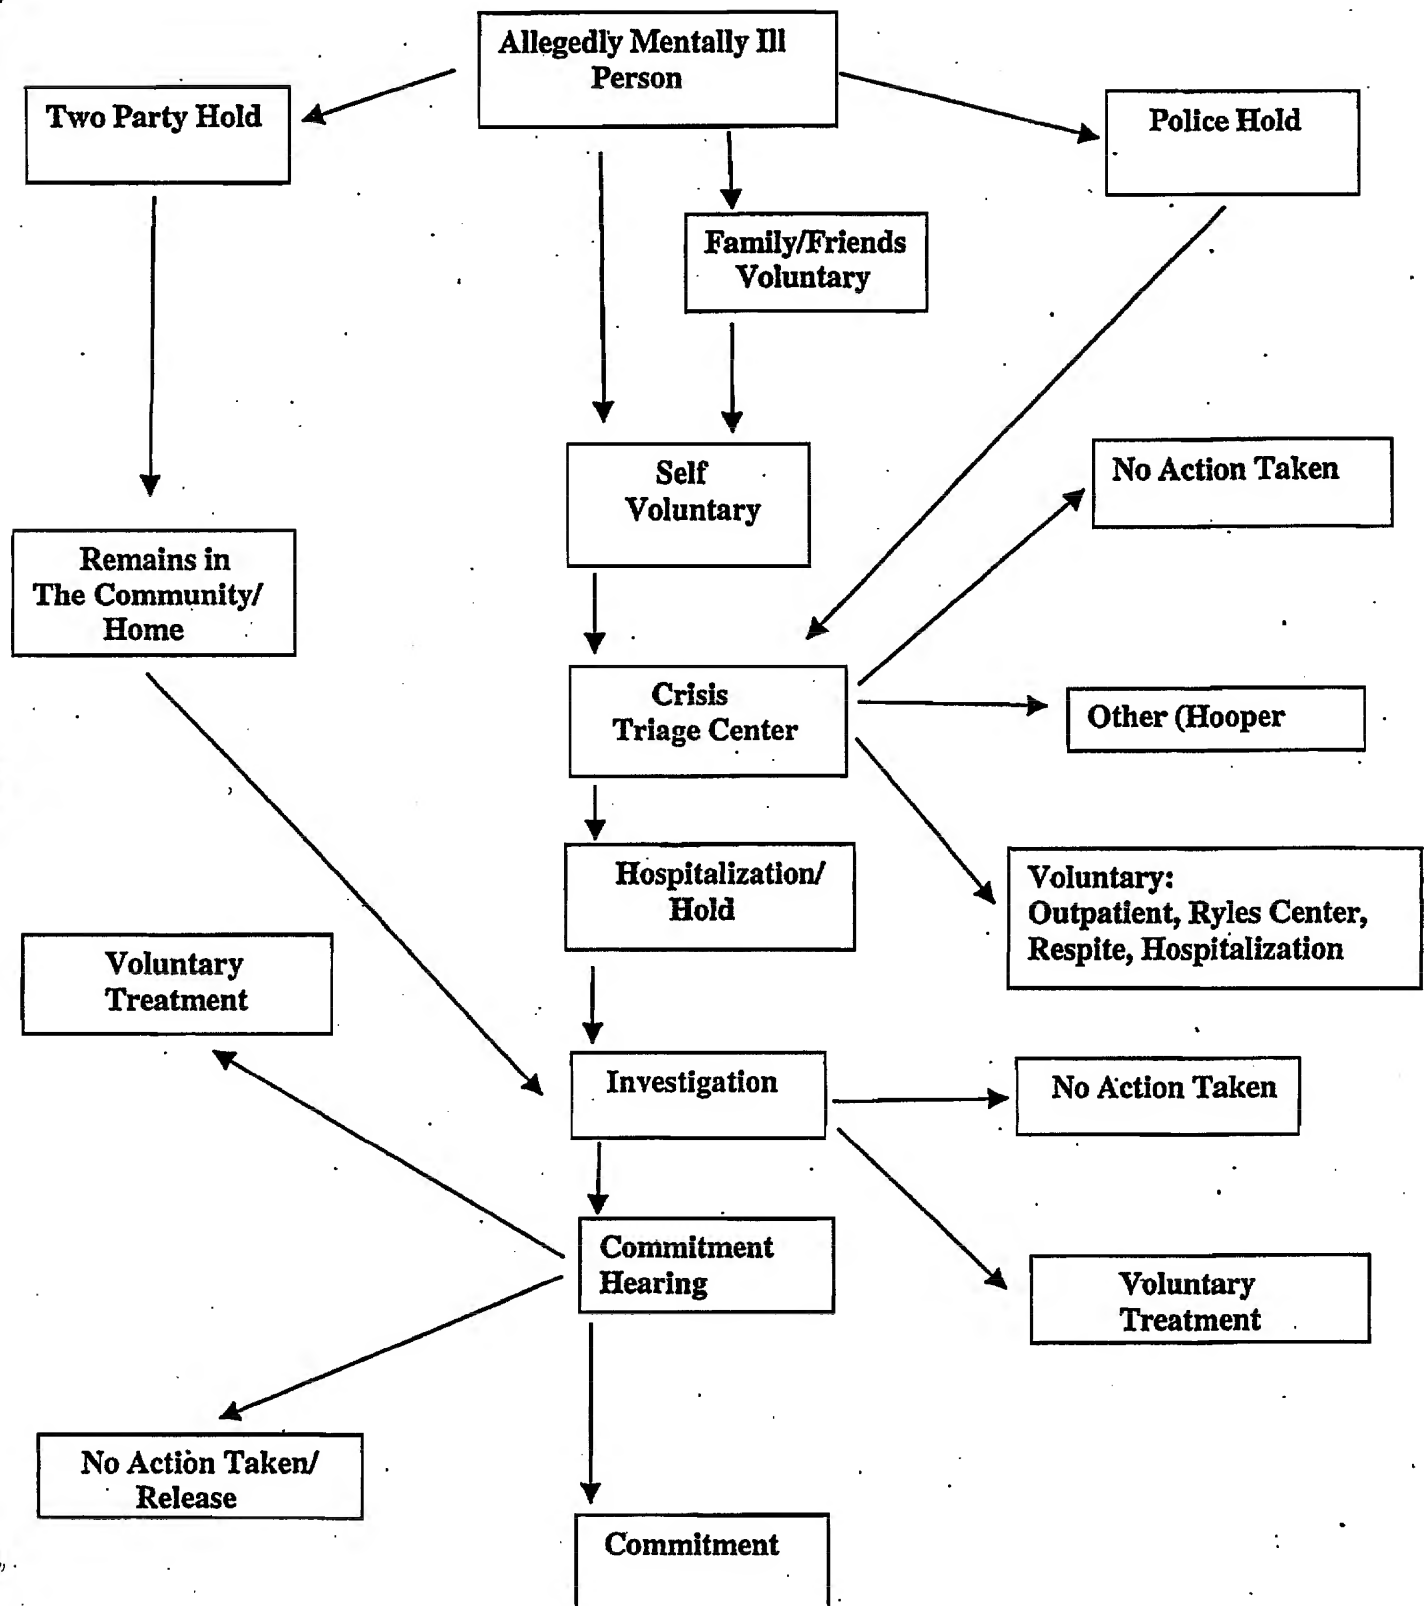 Allegedly Mentally Ill
Person
Two Party Hold
Police Hold
Family/Friends
Voluntary
Self
Voluntary
No Action Taken
Remains in
The Community/
Home
Crisis
Triage Center
Other (Hooper
Hospitalization/
Hold
Voluntary:
Outpatient, Ryles Center,
Respite, Hospitalization
Voluntary
Treatment
Investigation
No Action Taken
Commitment
Hearing
Voluntary
Treatment
No Action Taken/
Release
Commitment